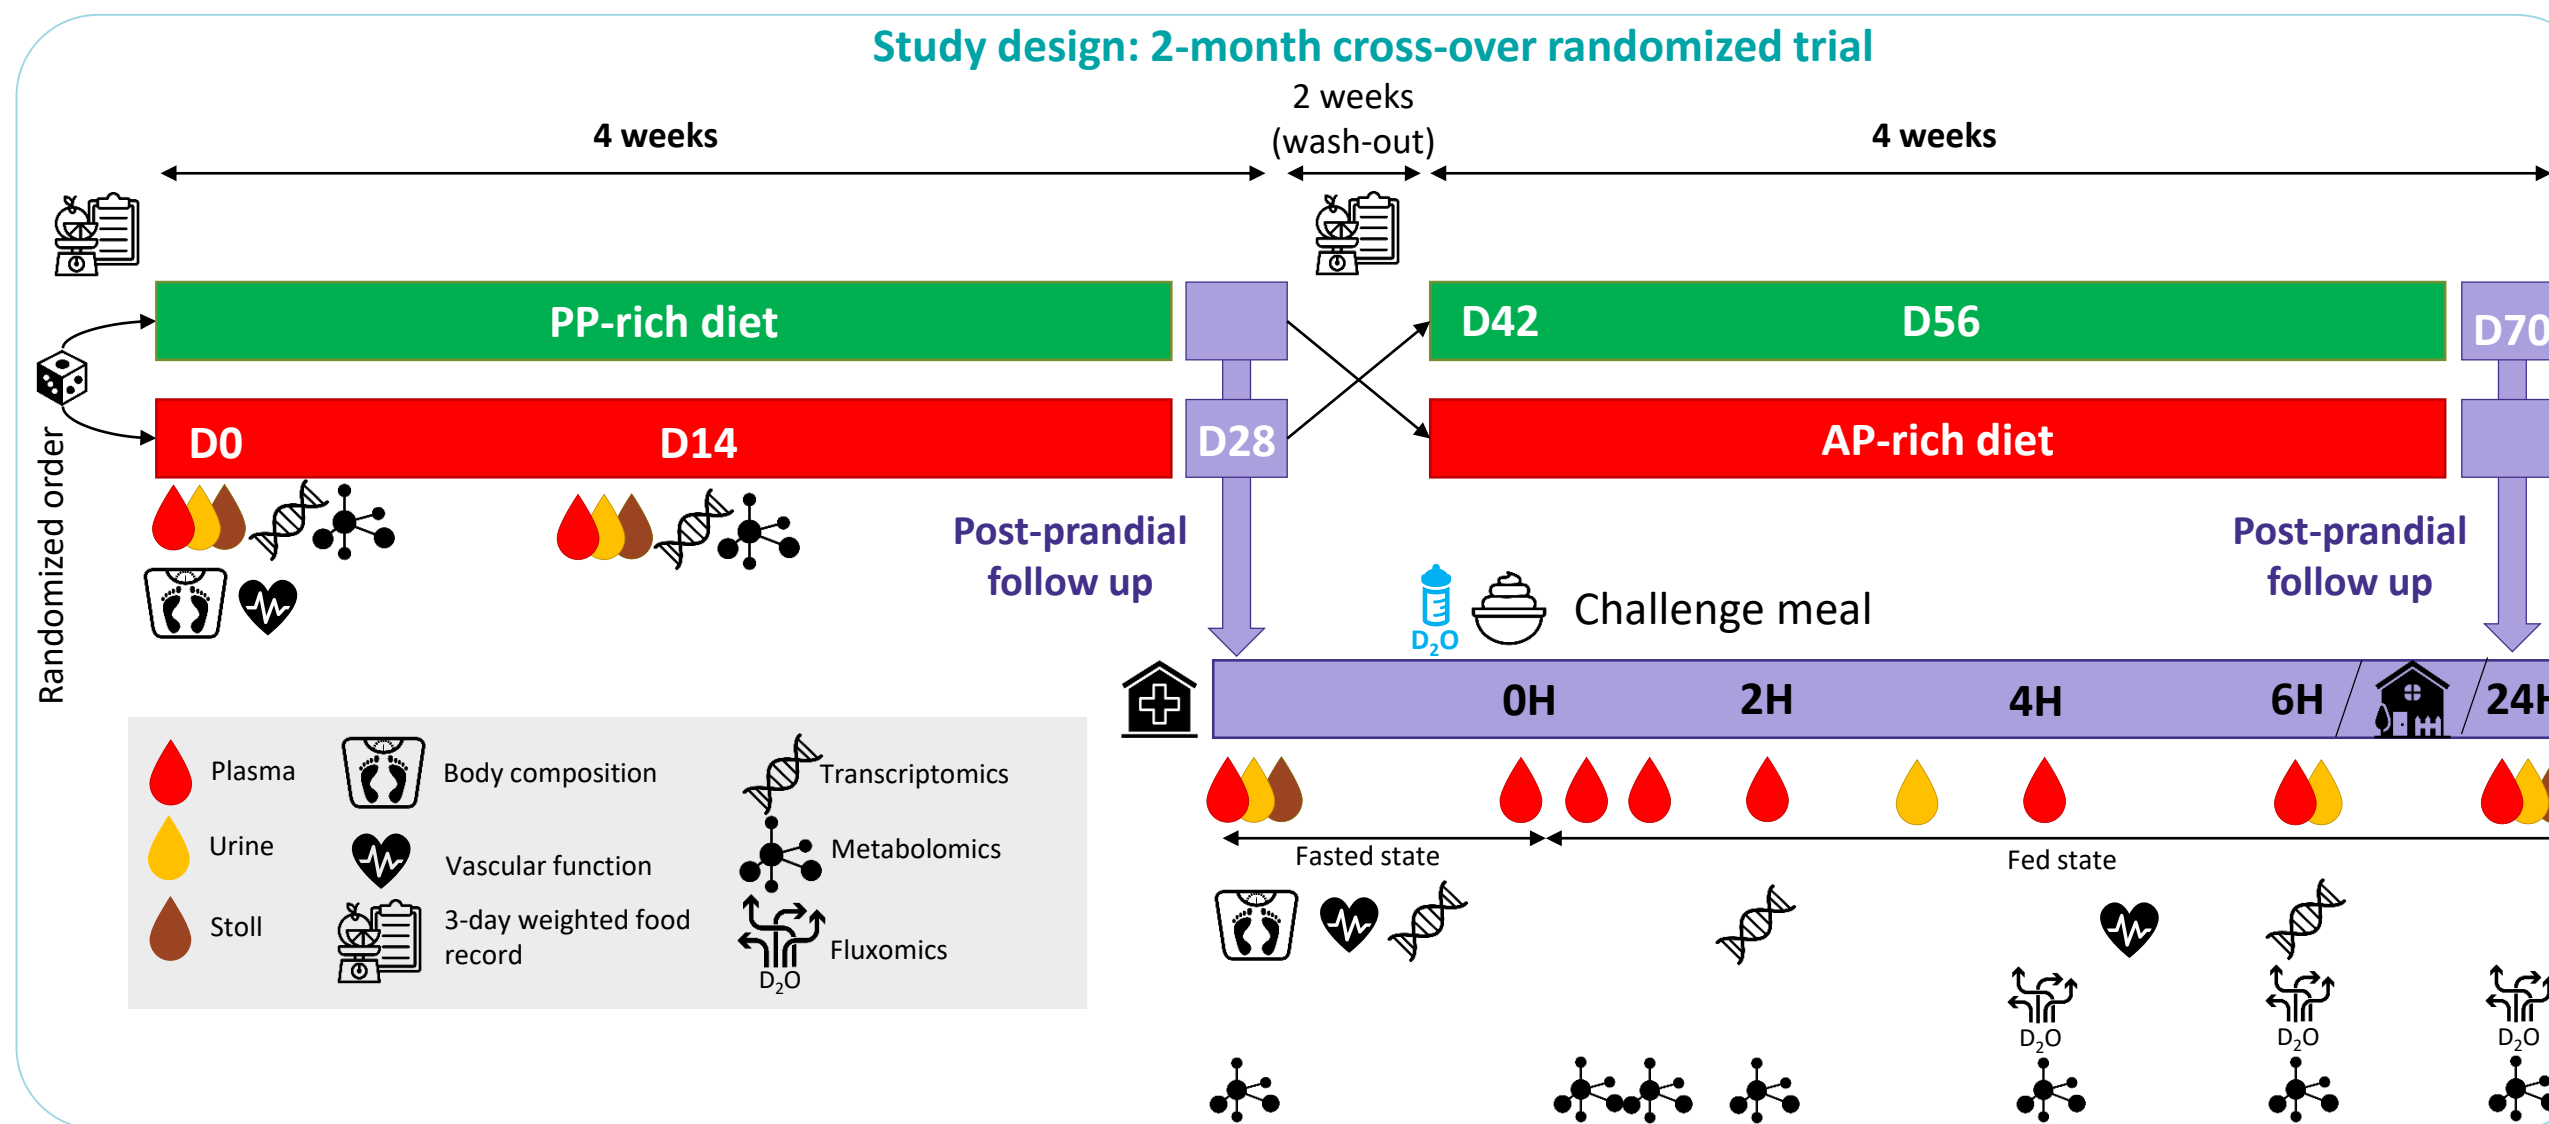 Study design: 2-month cross-over randomized trial
4 weeks
2 weeks
(wash-out)
4 weeks
PP-rich diet
D42
D56
D70
D0
D14
D28
AP-rich diet
Randomized order
Post-prandial
follow up
Post-prandial
follow up
D₂O
Challenge meal
0H
2H
4H
6H
24H
Fasted state
Fed state
Plasma
Body composition
Transcriptomics
Urine
Vascular function
Metabolomics
Stoll
3-day weighted food
record
Fluxomics
D₂O
D₂O
D₂O
D₂O